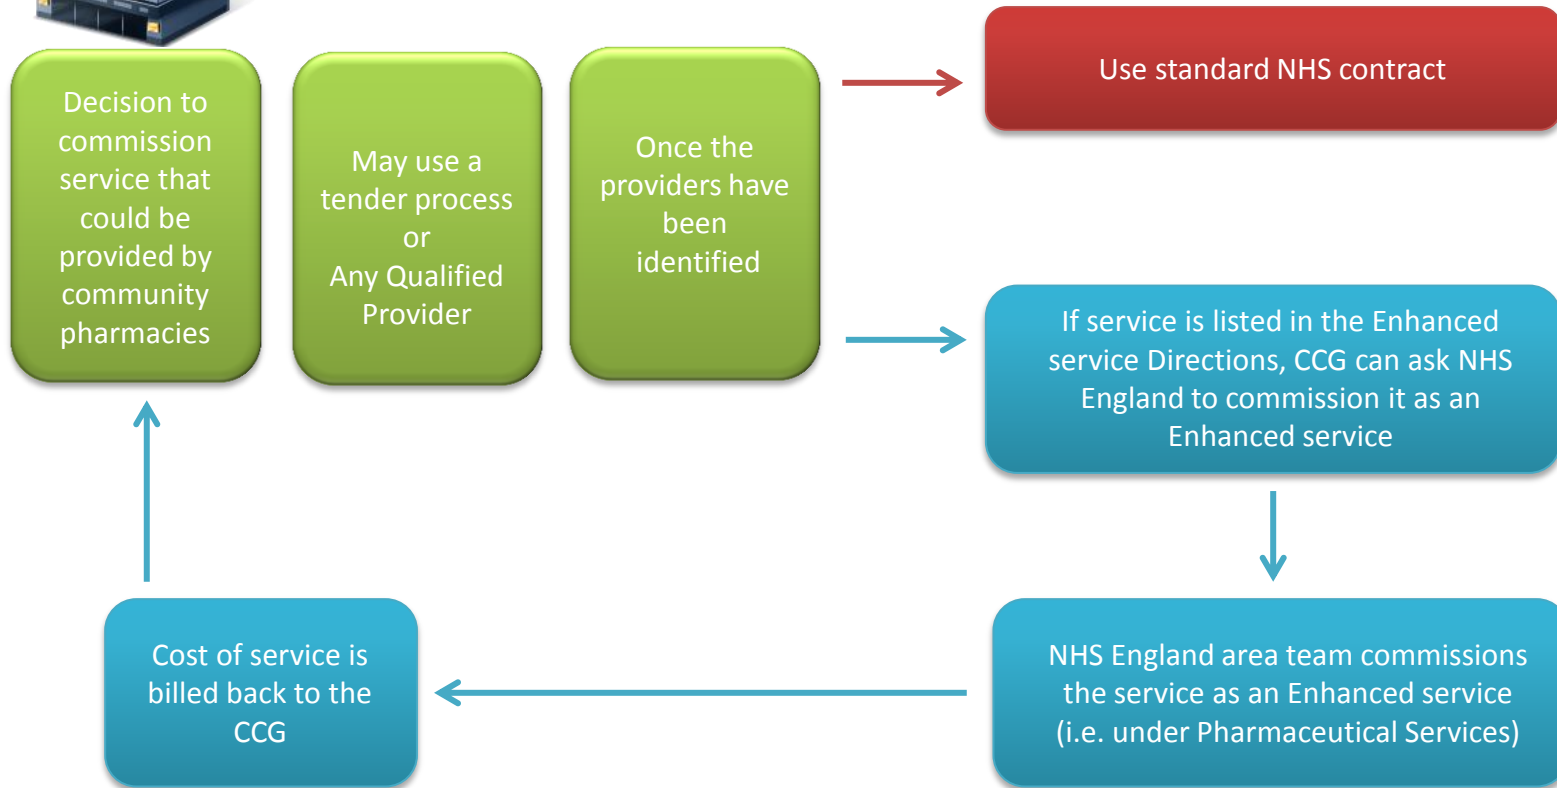 Decision to
commission
service that
could be
provided by
community
pharmacies
May use a
tender process
or
Any Qualified
Provider
Once the
providers have
been
identified
Use standard NHS contract
If service is listed in the Enhanced
service Directions, CCG can ask NHS
England to commission it as an
Enhanced service
NHS England area team commissions
the service as an Enhanced service
(i.e. under Pharmaceutical Services)
Cost of service is
billed back to the
CCG